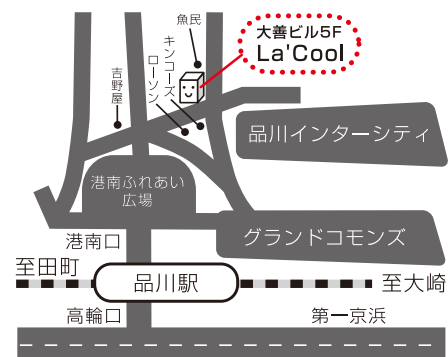 魚民
大善ビル5F
La'Cool
キンコーズ
ローソン
吉野屋
品川インターシティ
港南ふれあい
広場
グランドコモンズ
港南口
至田町
品川駅
至大崎
高輪口
第一京浜